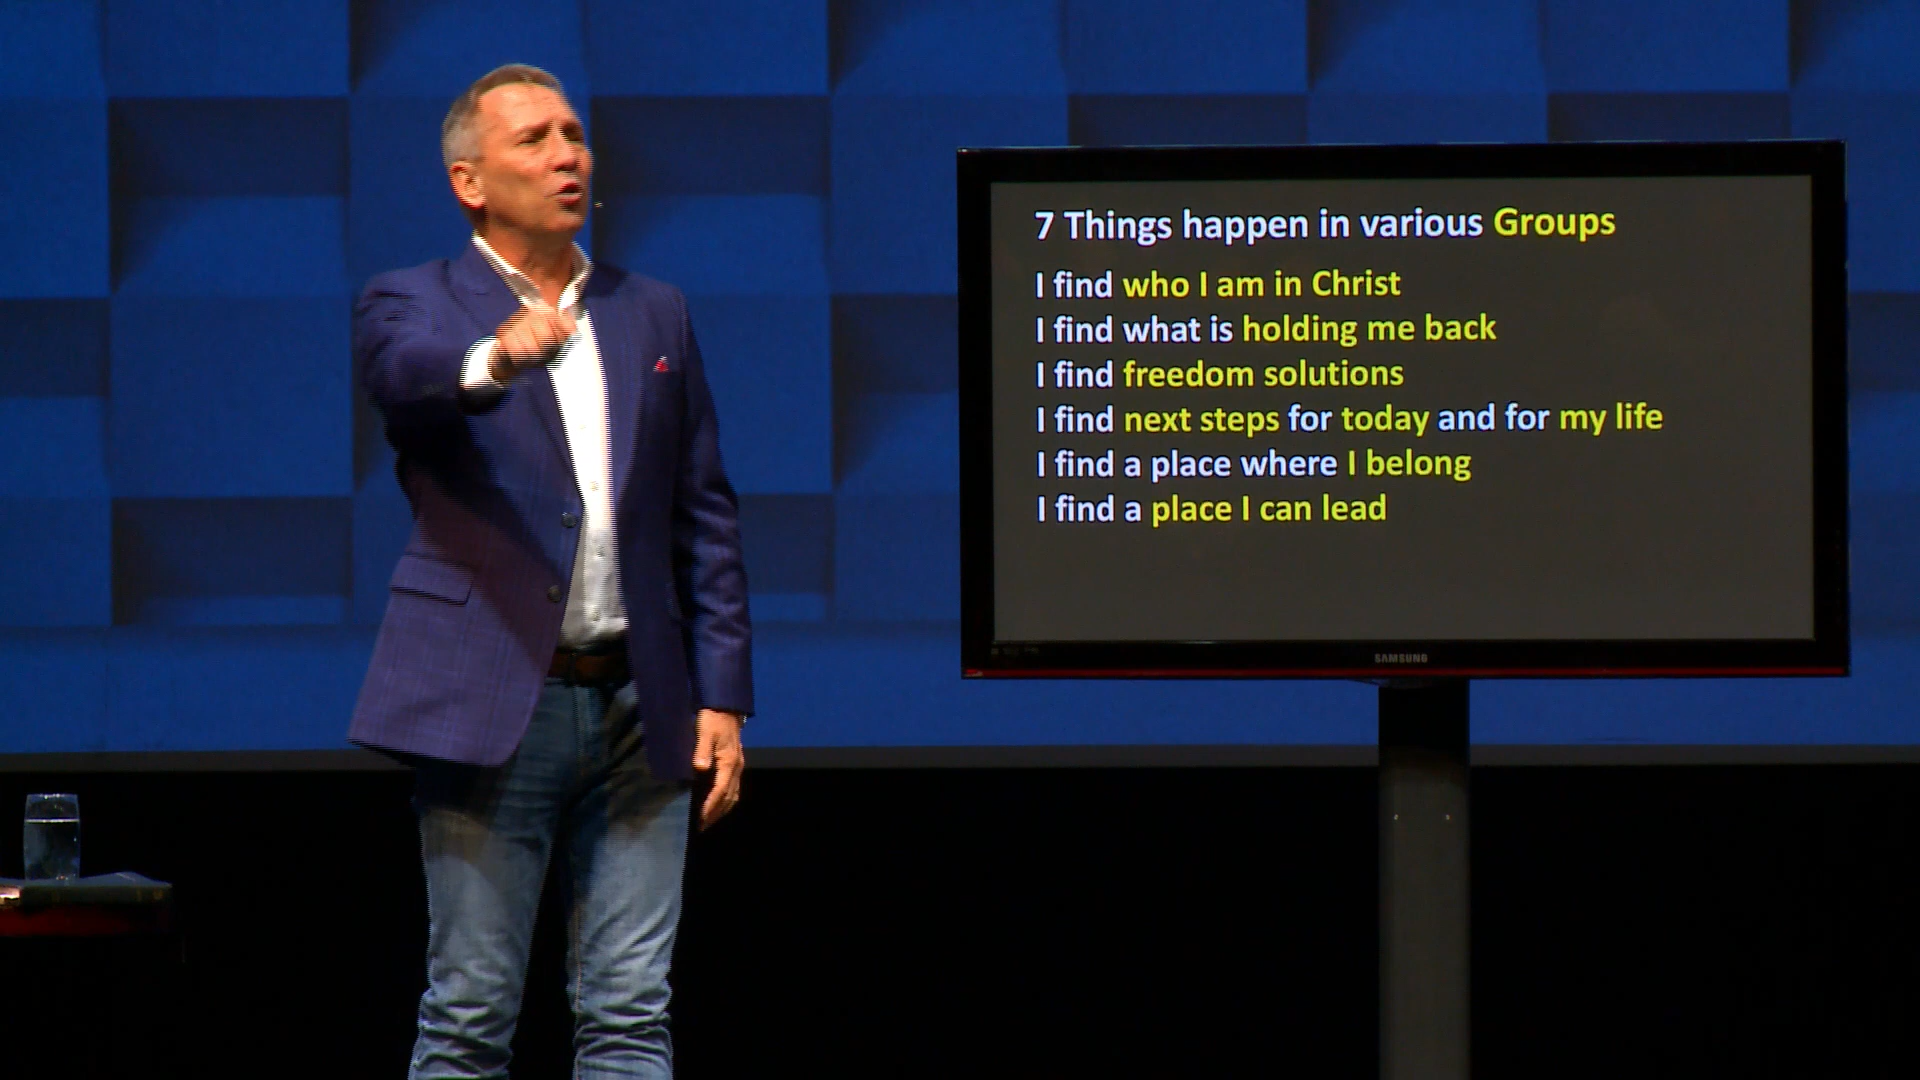 7 Things happen in various Groups
I find who I am in Christ
I find what is holding me back
I find freedom solutions
I find next steps for today and for my life
I find a place where I belong
I find a place I can lead
SAMSUNG